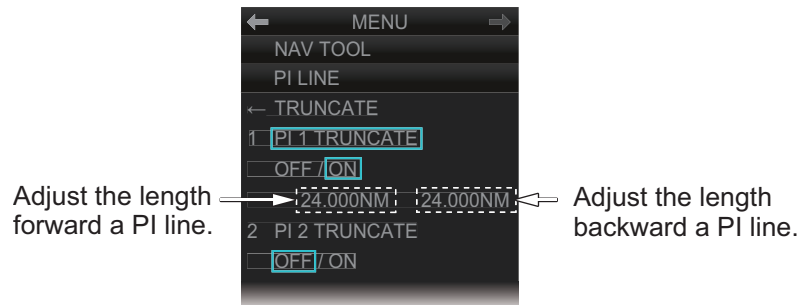 ← MENU →
NAV TOOL
PI LINE
← TRUNCATE
1 PI 1 TRUNCATE
OFF / ON
Adjust the length
forward a PI line.
24.000NM 24.000NM
Adjust the length
backward a PI line.
2 PI 2 TRUNCATE
OFF / ON